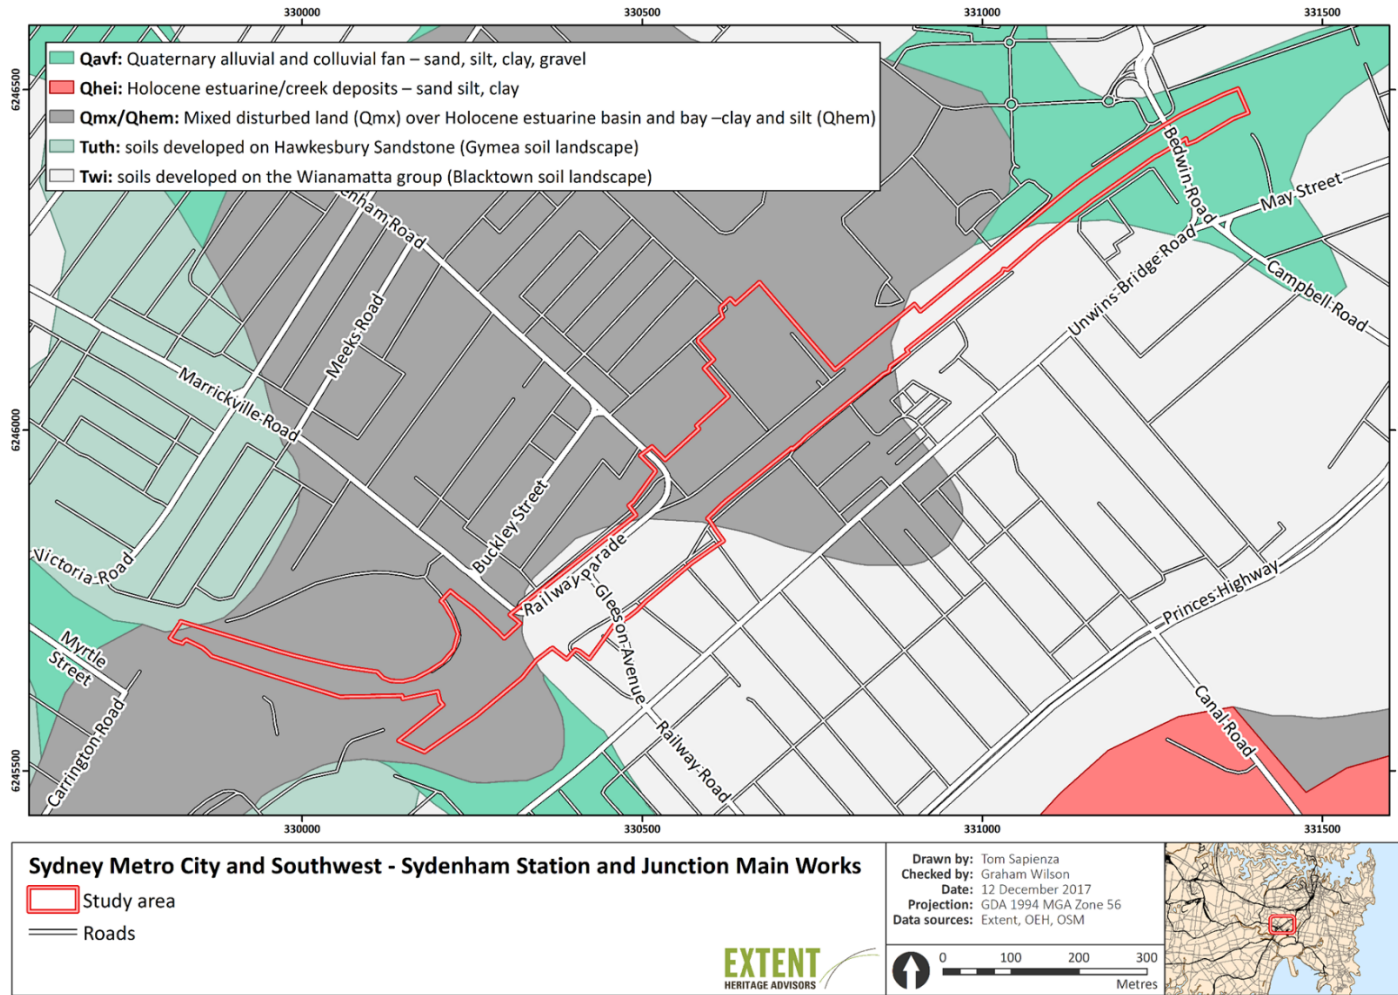 330000
330500
331000
331500
6246500
6246000
6245500
Qavf: Quaternary alluvial and colluvial fan – sand, silt, clay, gravel
Qhei: Holocene estuarine/creek deposits – sand silt, clay
Qmx/Qhem: Mixed disturbed land (Qmx) over Holocene estuarine basin and bay –clay and silt (Qhem)
Tuth: soils developed on Hawkesbury Sandstone (Gymea soil landscape)
Twi: soils developed on the Wianamatta group (Blacktown soil landscape)
enham Road
Meeks Road
Marrickville Road
Victoria Road
Myrtle
Street
Carrington Road
Buckley Street
Railway Parade
Gleeson Avenue
Railway Road
Unwins Bridge Road
Bedwin Road
May Street
Campbell Road
Princes Highway
Canal Road
330000
330500
331000
331500
Sydney Metro City and Southwest - Sydenham Station and Junction Main Works
Study area
Roads
EXTENT
HERITAGE ADVISORS
Drawn by: Tom Sapienza
Checked by: Graham Wilson
Date: 12 December 2017
Projection: GDA 1994 MGA Zone 56
Data sources: Extent, OEH, OSM
0 100 200 300
Metres